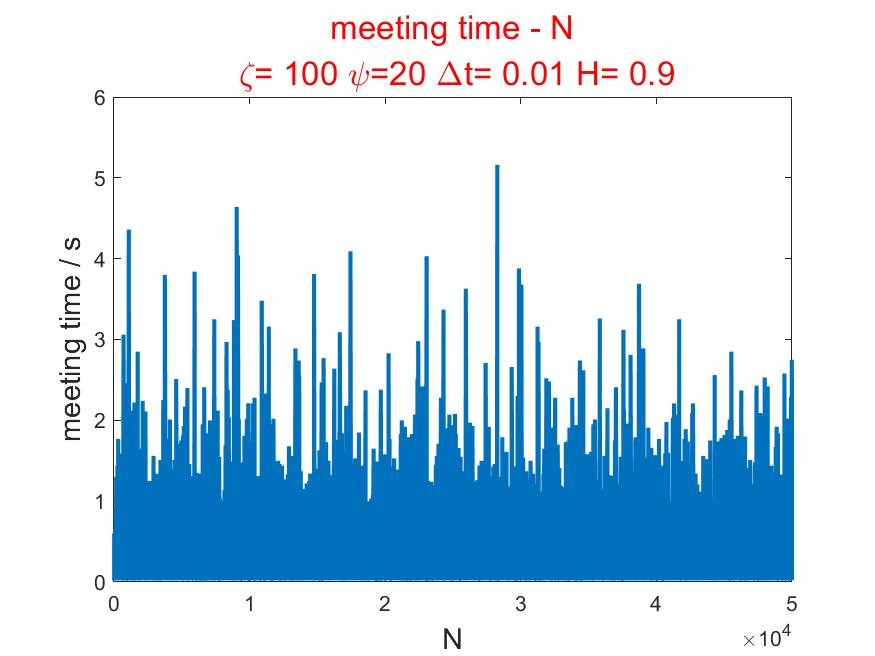 meeting time - N
ζ= 100 ψ=20 Δt= 0.01 H= 0.9
6
5
4
3
2
1
0
meeting time / s
0 1 2 3 4 5
N
×10⁴